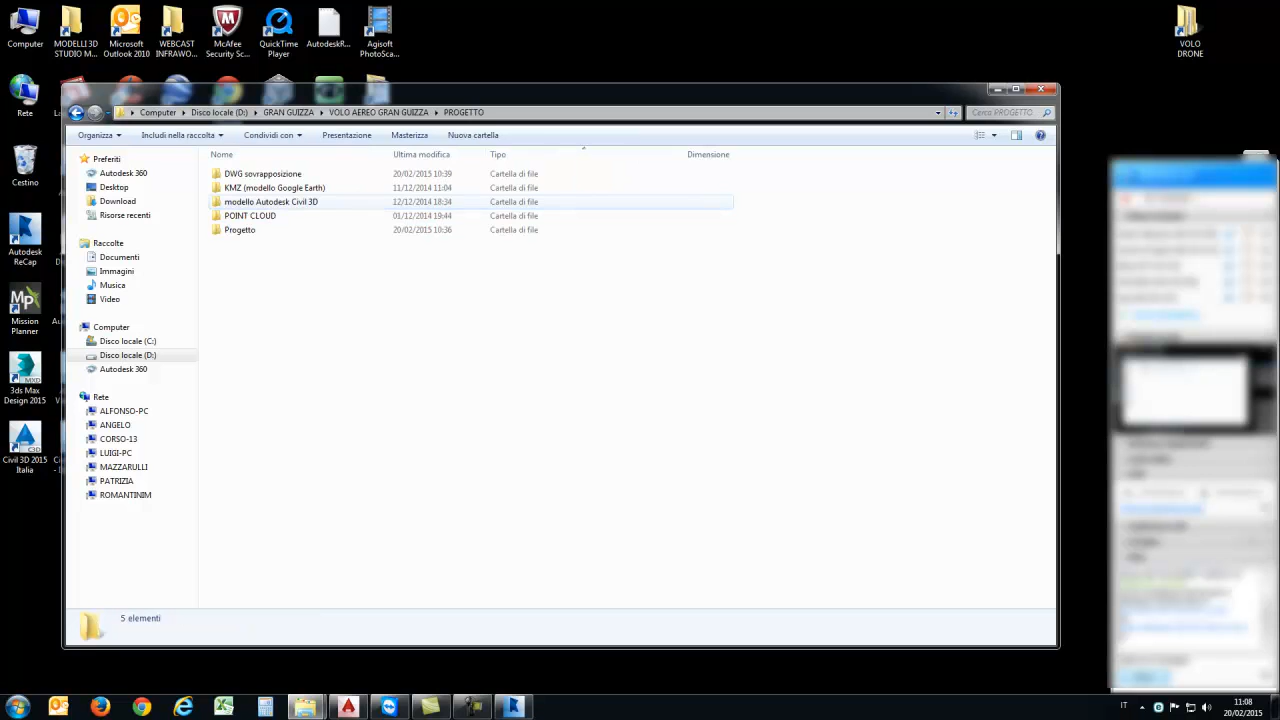 Computer
MODELLI 3D
STUDIO M...
Microsoft
Outlook 2010
WEBCAST
INFRAWO...
McAfee
Security Sc...
QuickTime
Player
AutodeskR...
Agisoft
PhotoSca...
VOLO
DRONE
Rete
Cestino
Autodesk
ReCap
Mission
Planner
3ds Max
Design 2015
Civil 3D 2015
Italia
Computer
Disco locale (D:)
GRAN GUIZZA
VOLO AEREO GRAN GUIZZA
PROGETTO
Cerca PROGETTO
Organizza
Includi nella raccolta
Condividi con
Presentazione
Masterizza
Nuova cartella
Preferiti
Autodesk 360
Desktop
Download
Risorse recenti
Raccolte
Documenti
Immagini
Musica
Video
Computer
Disco locale (C:)
Disco locale (D:)
Autodesk 360
Rete
ALFONSO-PC
ANGELO
CORSO-13
LUIGI-PC
MAZZARULLI
PATRIZIA
ROMANTINIM
Nome Ultima modifica Tipo Dimensione
DWG sovrapposizione 20/02/2015 10:39 Cartella di file
KMZ (modello Google Earth) 11/12/2014 11:04 Cartella di file
modello Autodesk Civil 3D 12/12/2014 18:34 Cartella di file
POINT CLOUD 01/12/2014 19:44 Cartella di file
Progetto 20/02/2015 10:36 Cartella di file
5 elementi
IT
11:08
20/02/2015